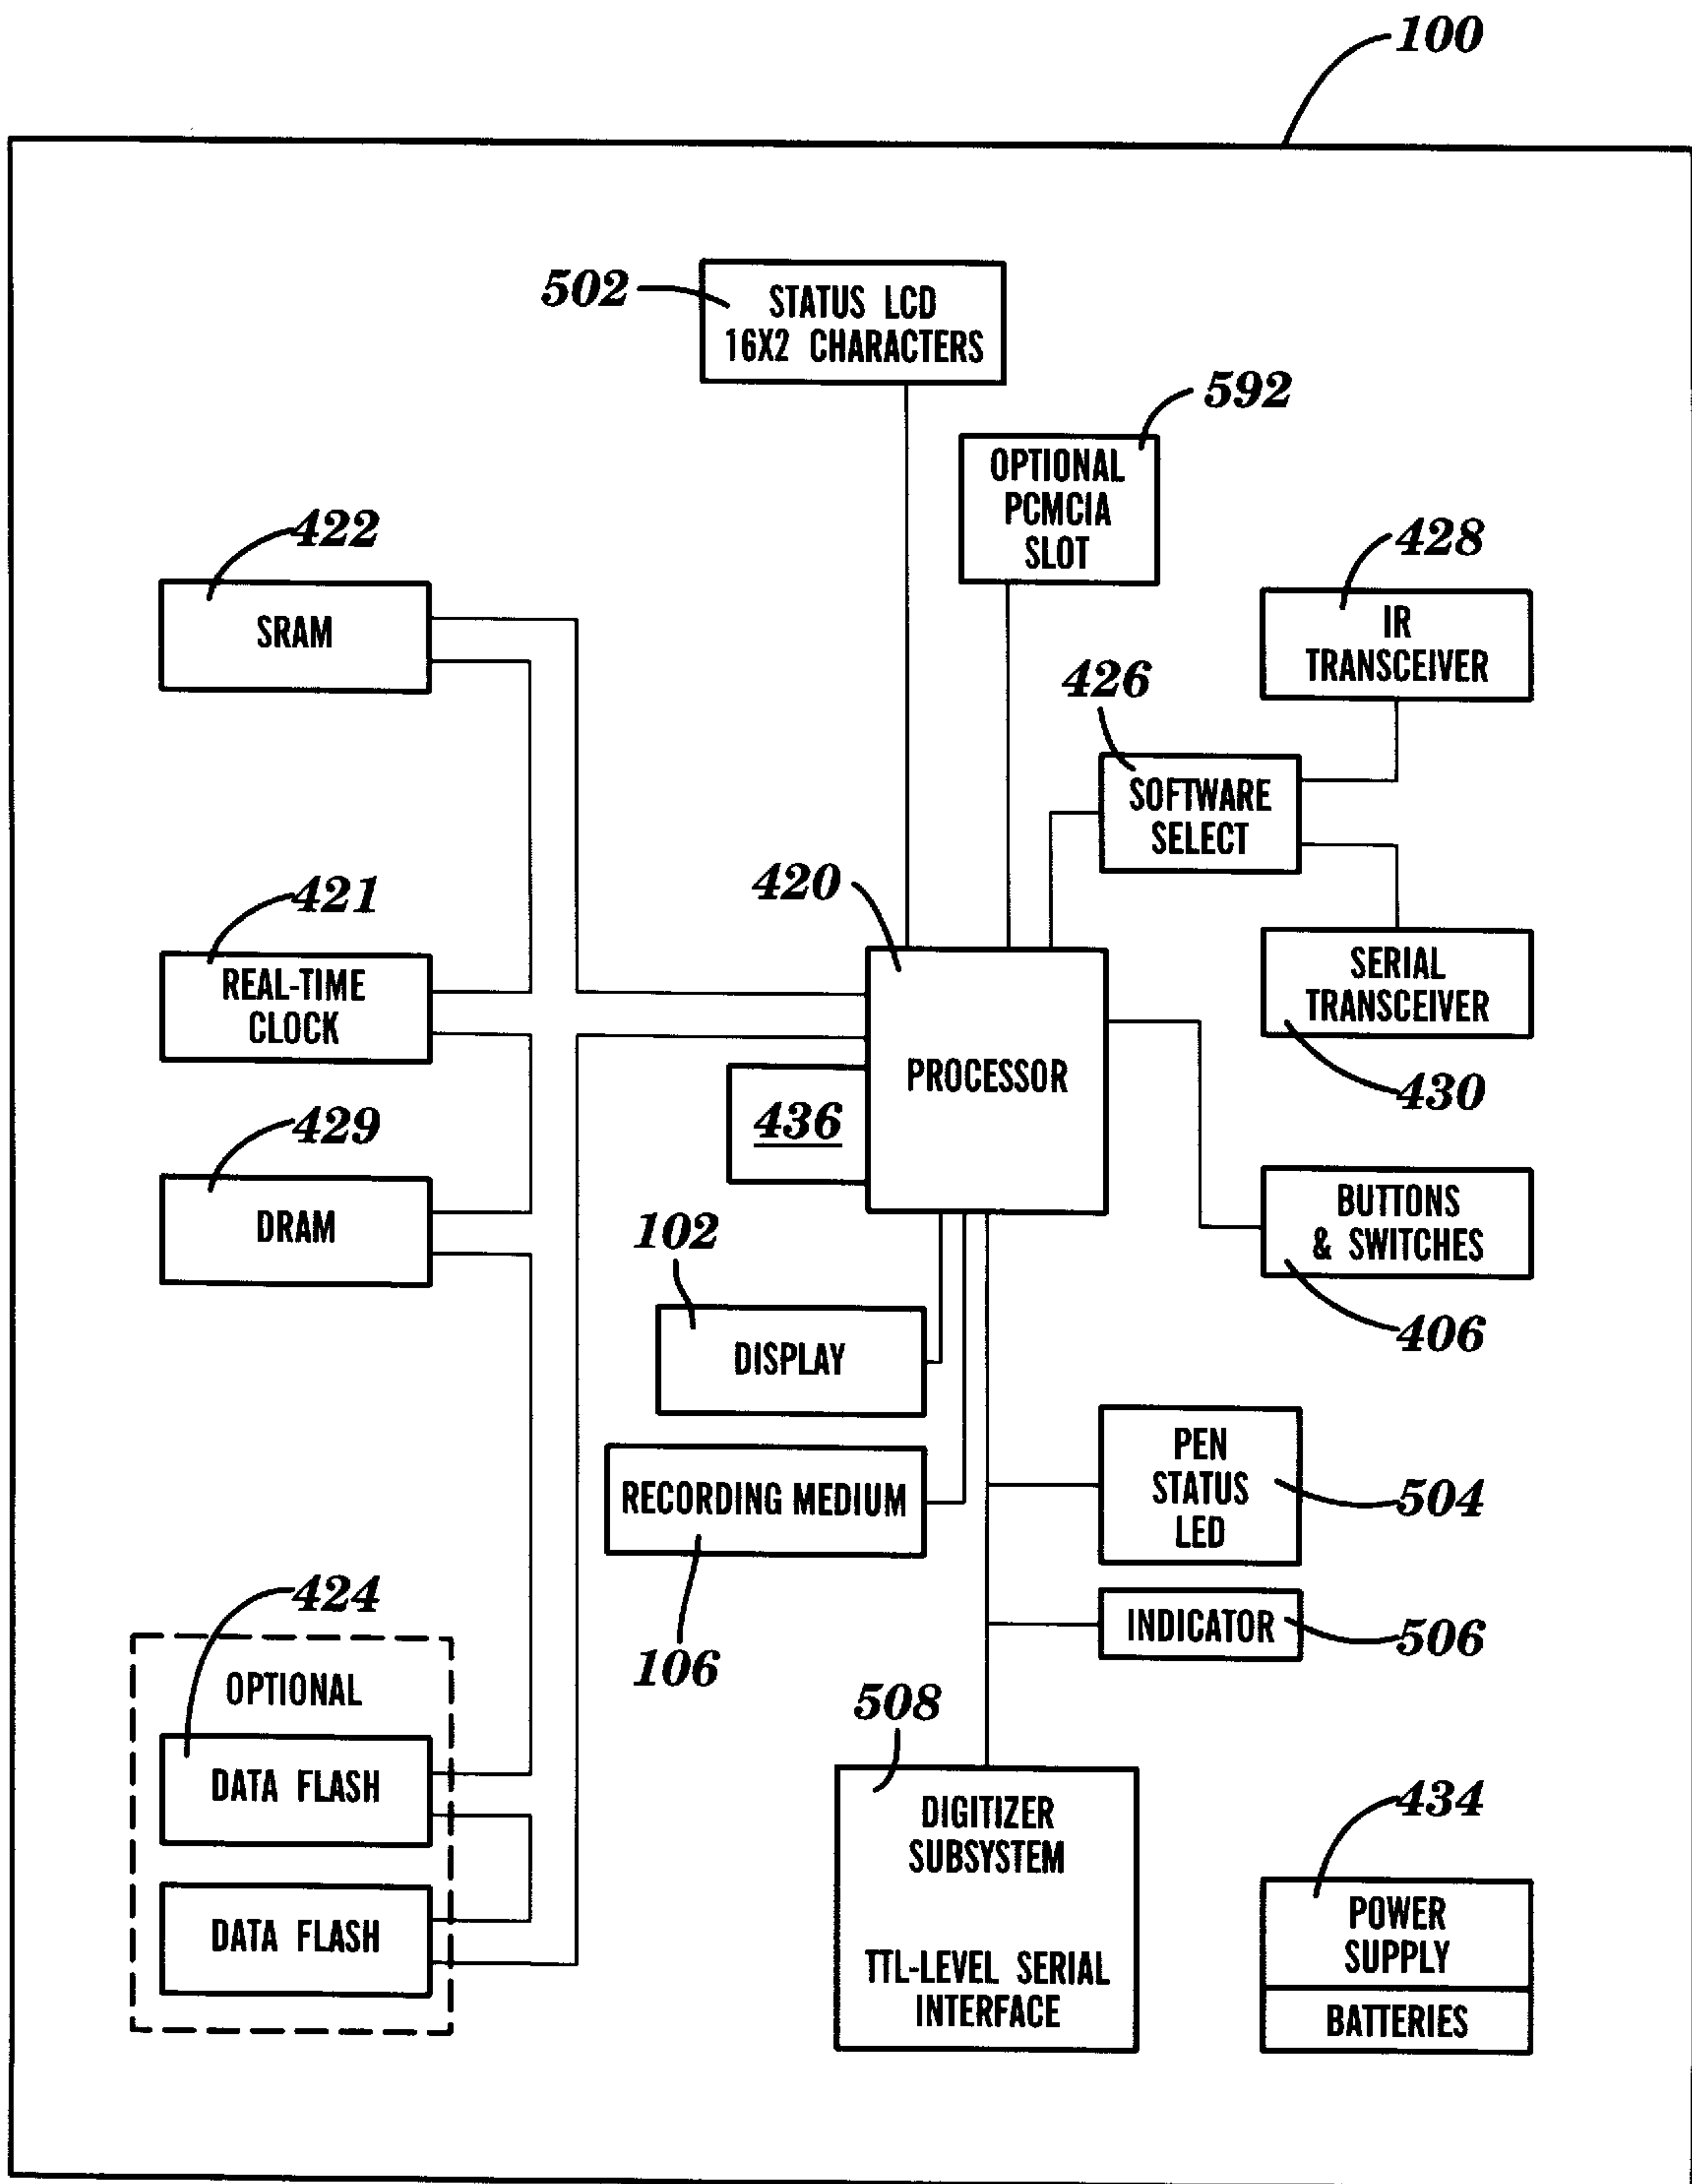 100
502
STATUS LCD
16X2 CHARACTERS
592
OPTIONAL
PCMCIA
SLOT
422
SRAM
428
IR
TRANSCEIVER
426
SOFTWARE
SELECT
421
REAL-TIME
CLOCK
420
PROCESSOR
SERIAL
TRANSCEIVER
430
436
429
DRAM
BUTTONS
& SWITCHES
406
102
DISPLAY
RECORDING MEDIUM
106
PEN
STATUS
LED
504
INDICATOR
506
424
OPTIONAL
DATA FLASH
DATA FLASH
508
DIGITIZER
SUBSYSTEM
TTL-LEVEL SERIAL
INTERFACE
434
POWER
SUPPLY
BATTERIES